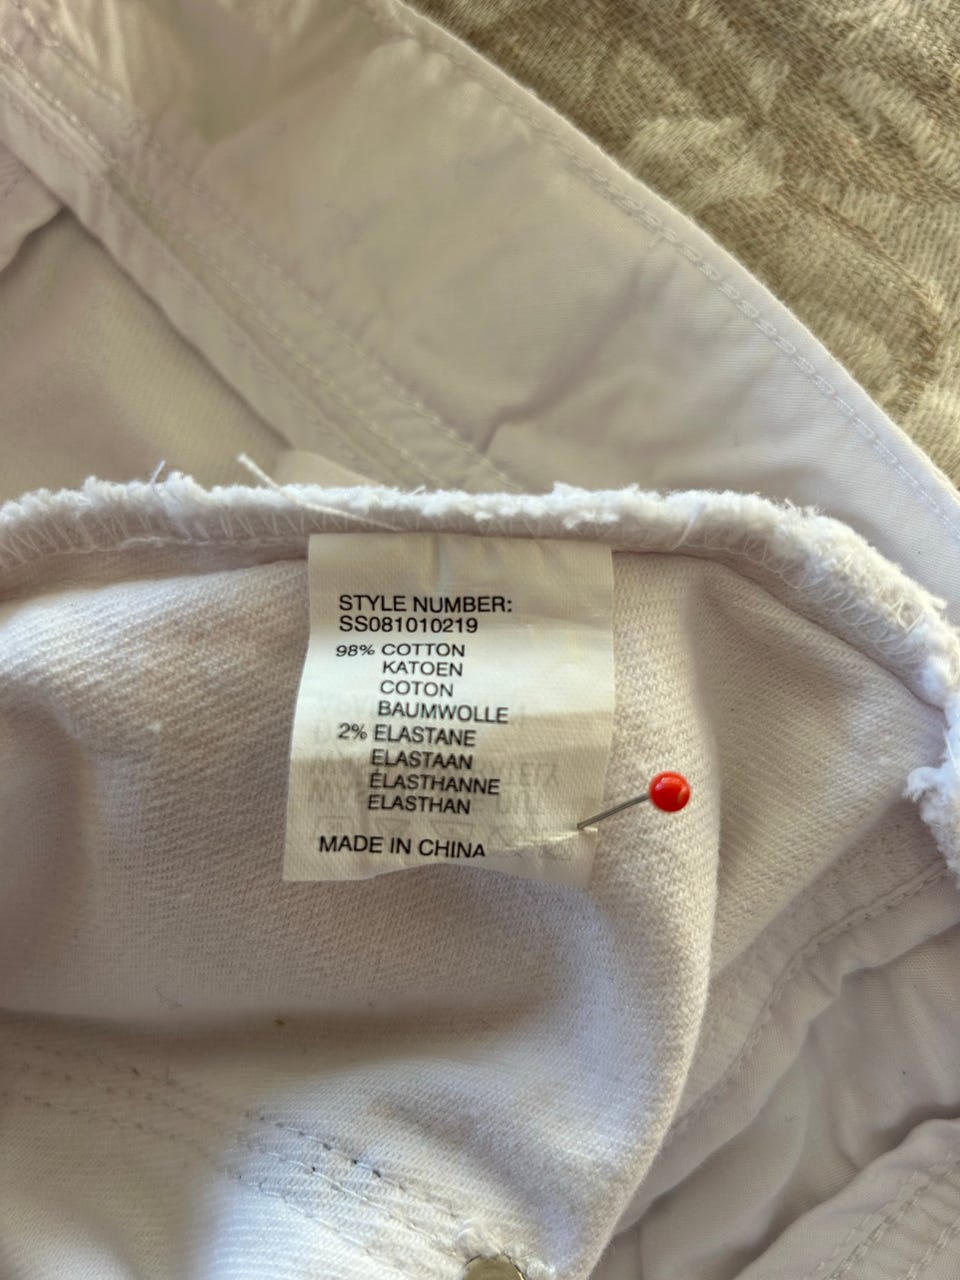 STYLE NUMBER:
SS081010219
98% COTTON
KATOEN
COTON
BAUMWOLLE
2% ELASTANE
ELASTAAN
ÉLASTHANNE
ELASTHAN
MADE IN CHINA